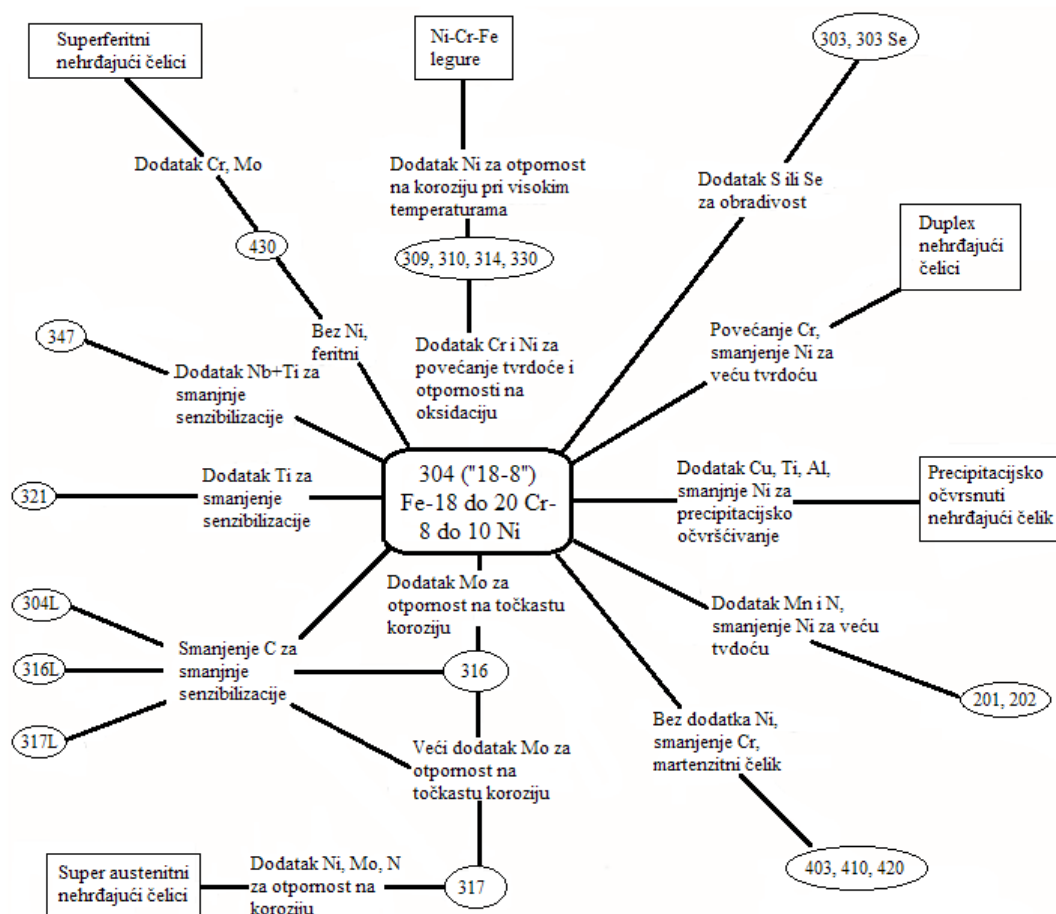 Superferitni
nehrđajući čelici
Ni-Cr-Fe
legure
303, 303 Se
Dodatak Cr, Mo
Dodatak Ni za otpornost
na koroziju pri visokim
temperaturama
Dodatak S ili Se
za obradivost
430
309, 310, 314, 330
Duplex
nehrđajući
čelici
347
Bez Ni,
feritni
Dodatak Cr i Ni za
povećanje tvrdoće i
otpornosti na
oksidaciju
Povećanje Cr,
smanjenje Ni za
veću tvrdoću
Dodatak Nb+Ti za
smanjnje
senzibilizacije
321
Dodatak Ti za
smanjenje
senzibilizacije
304 ("18-8")
Fe-18 do 20 Cr-
8 do 10 Ni
Dodatak Cu, Ti, Al,
smanjnje Ni za
precipitacijsko
očvršćivanje
Precipitacijsko
očvrsnuti
nehrđajući čelik
304L
316L
317L
Smanjenje C za
smanjnje
senzibilizacije
Dodatak Mo za
otpornost na točkastu
koroziju
316
Dodatak Mn i N,
smanjenje Ni za veću
tvdoću
201, 202
Veći dodatak Mo za
otpornost na
točkastu koroziju
Bez dodatka Ni,
smanjenje Cr,
martenzitni čelik
403, 410, 420
Super austenitni
nehrđajući čelici
Dodatak Ni, Mo, N
za otpornost na
koroziju
317